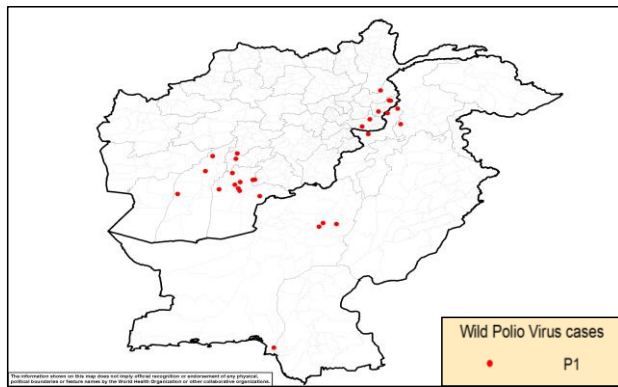 Wild Polio Virus cases
P1
The information shown on this map does not imply official recognition or endorsement of any physical,
political boundaries or feature names by the World Health Organization or other collaborative organizations.